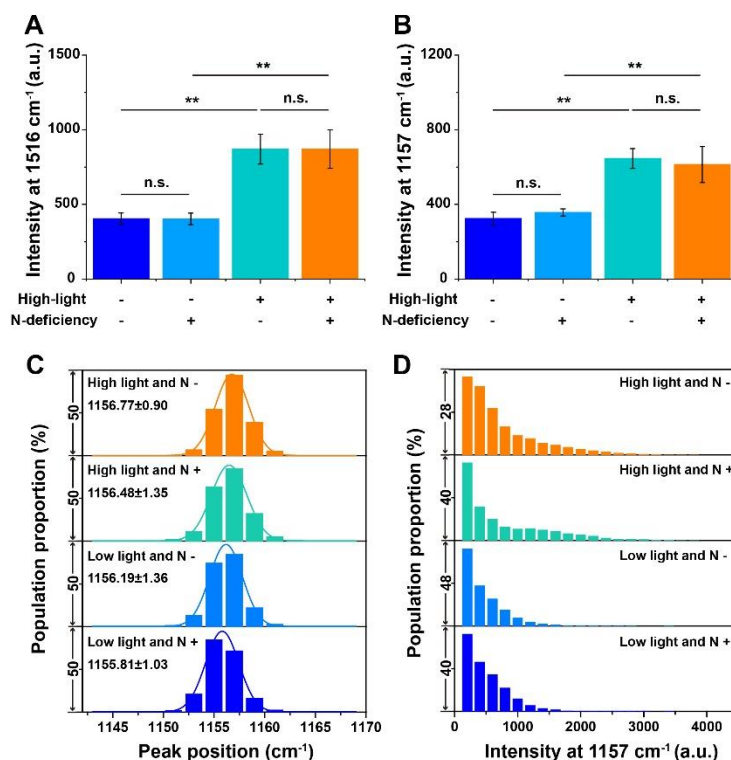 A
Intensity at 1516 cm⁻¹ (a.u.)
1500
1000
500
0
**
**
n.s.
n.s.
High-light - - + +
N-deficiency - + - +
B
Intensity at 1157 cm⁻¹ (a.u.)
1200
800
400
0
**
**
n.s.
n.s.
High-light - - + +
N-deficiency - + - +
C
Population proportion (%)
High light and N -
1156.77±0.90
50
High light and N +
1156.48±1.35
50
Low light and N -
1156.19±1.36
50
Low light and N +
1155.81±1.03
50
1145 1150 1155 1160 1165 1170
Peak position (cm⁻¹)
D
Population proportion (%)
High light and N -
28
High light and N +
40
Low light and N -
48
Low light and N +
40
0 1000 2000 3000 4000
Intensity at 1157 cm⁻¹ (a.u.)